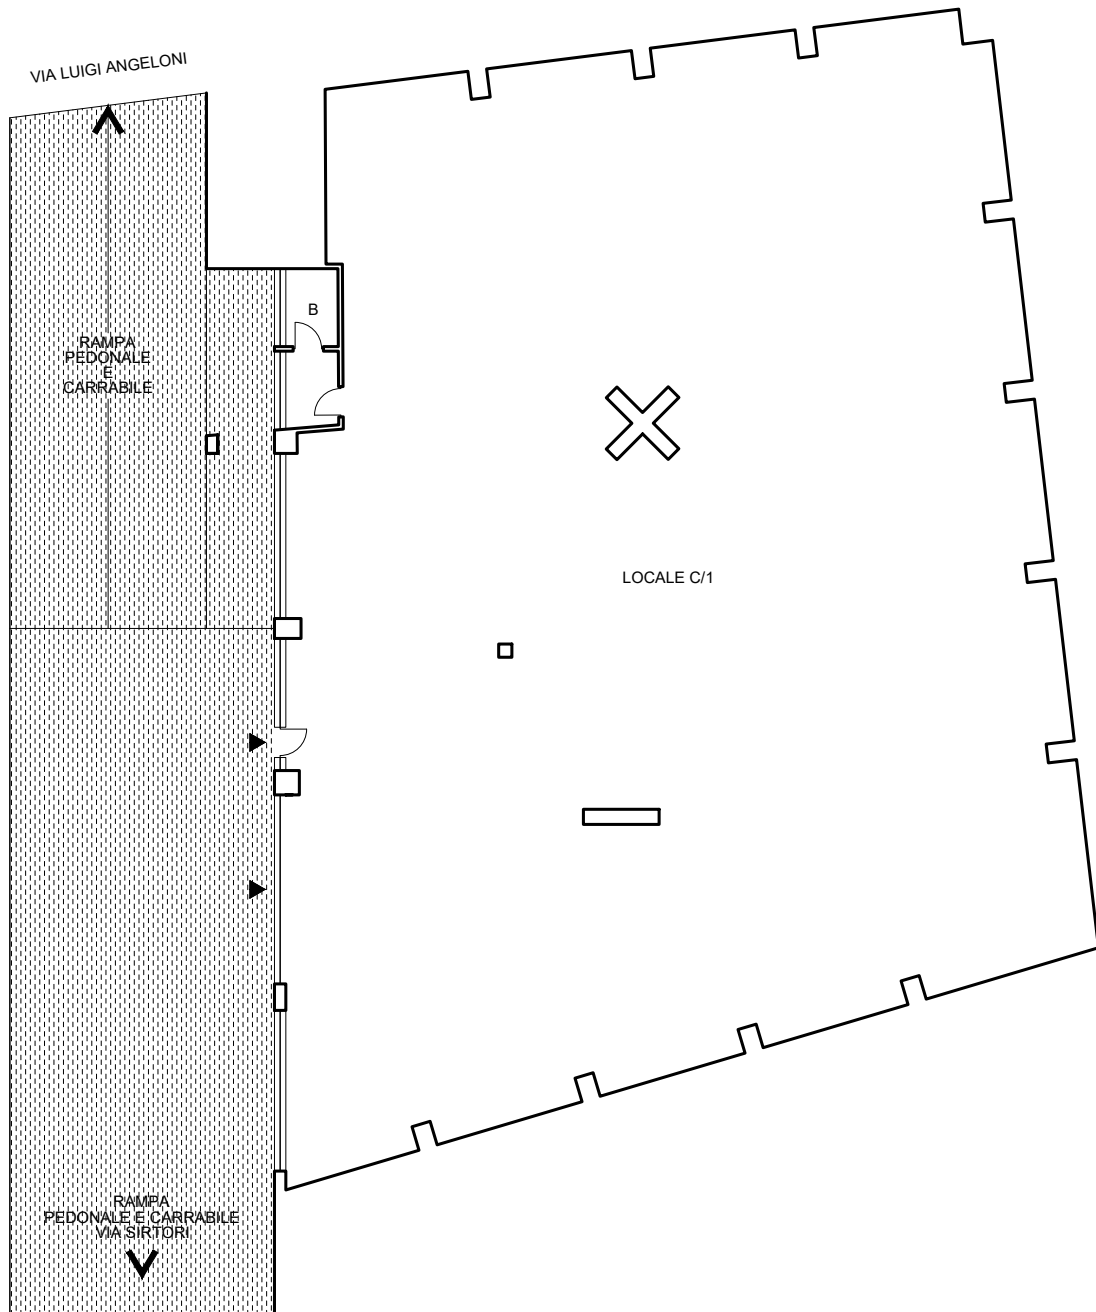 VIA LUIGI ANGELONI
B
RAMPA
PEDONALE
E
CARRABILE
LOCALE C/1
RAMPA
PEDONALE E CARRABILE
VIA SIRTORI